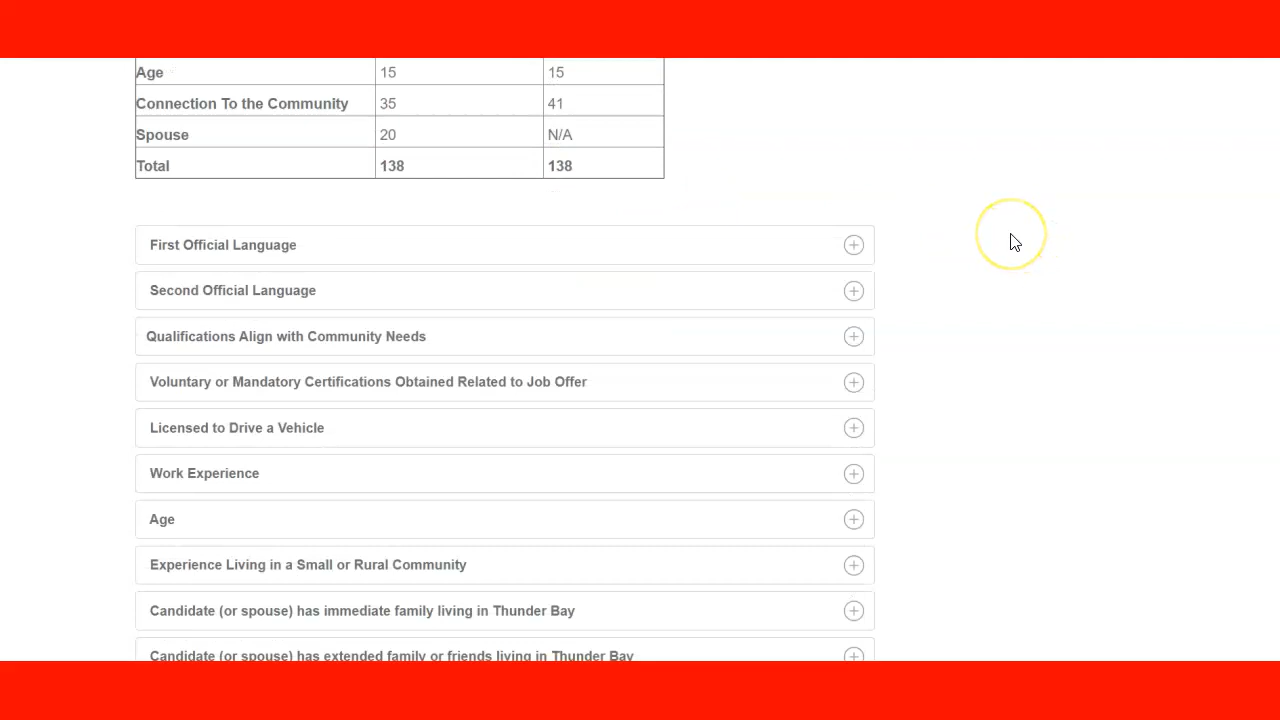 Age 15 15
Connection To the Community 35 41
Spouse 20 N/A
Total 138 138
First Official Language
Second Official Language
Qualifications Align with Community Needs
Voluntary or Mandatory Certifications Obtained Related to Job Offer
Licensed to Drive a Vehicle
Work Experience
Age
Experience Living in a Small or Rural Community
Candidate (or spouse) has immediate family living in Thunder Bay
Candidate (or spouse) has extended family or friends living in Thunder Bay